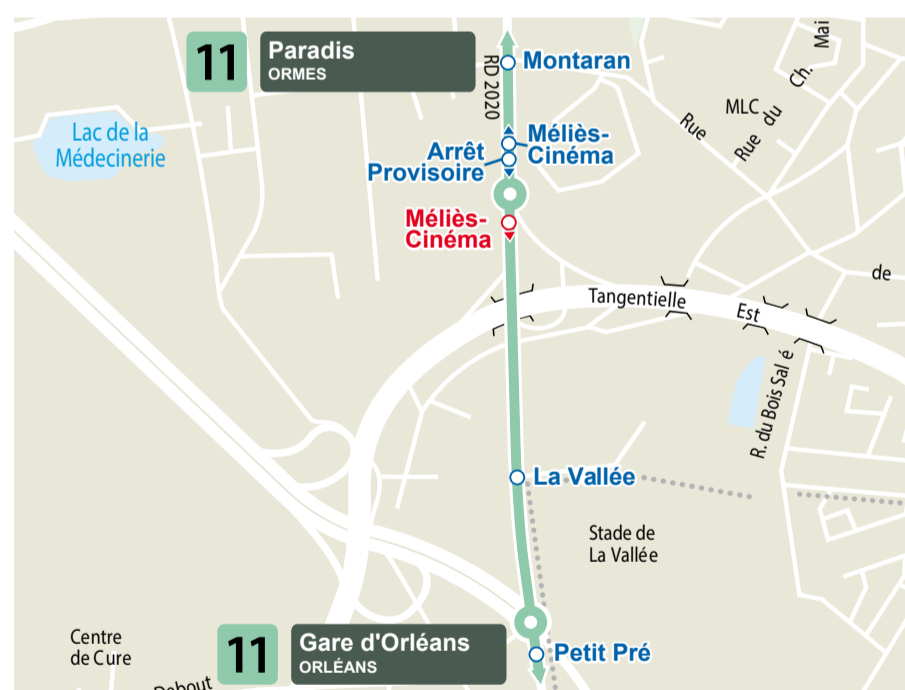 11
Paradis
ORMES
RD 2020
Montaran
Mai
Ch.
MLC
Rue du
Rue
Lac de la
Médecinerie
Méliès-
Cinéma
Arrêt
Provisoire
Méliès-
Cinéma
de
Tangentielle
Est
R. du Bois Sal é
La Vallée
Stade de
La Vallée
Centre
de Cure
11
Gare d'Orléans
ORLÉANS
Petit Pré